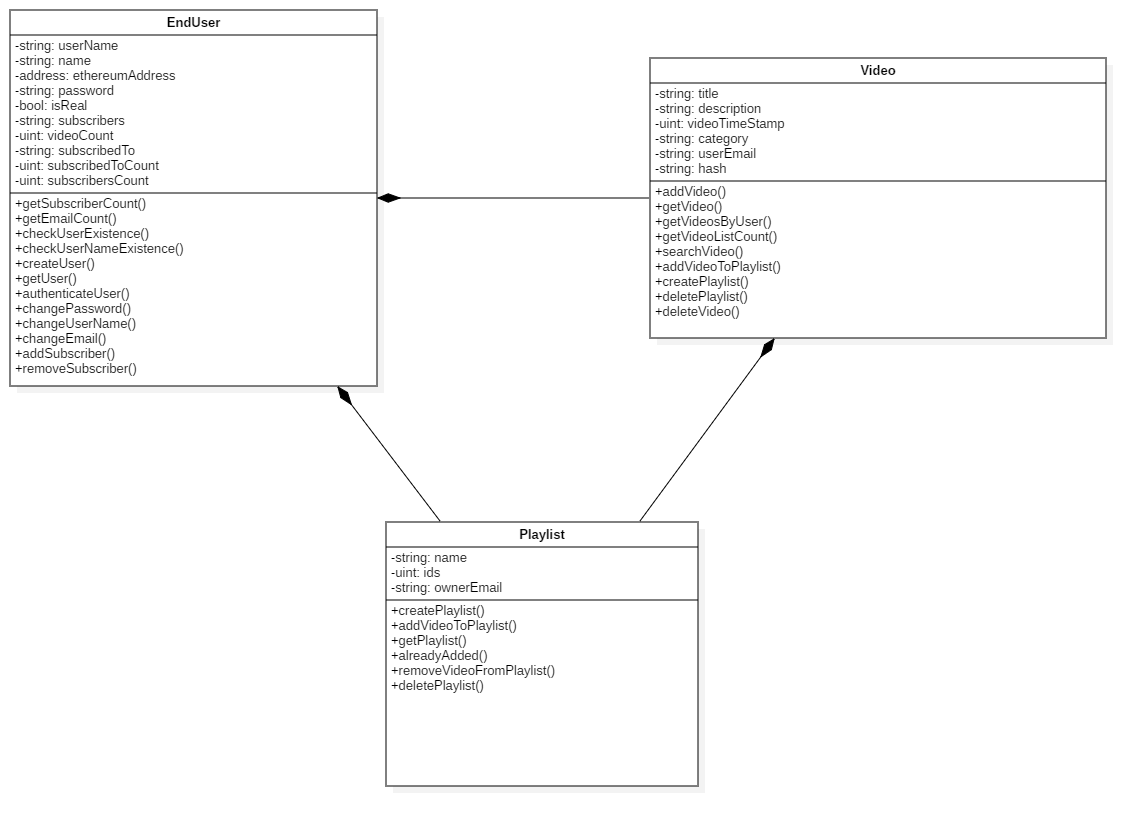 EndUser
-string: userName
-string: name
-address: ethereumAddress
-string: password
-bool: isReal
-string: subscribers
-uint: videoCount
-string: subscribedTo
-uint: subscribedToCount
-uint: subscribersCount
+getSubscriberCount()
+getEmailCount()
+checkUserExistence()
+checkUserNameExistence()
+createUser()
+getUser()
+authenticateUser()
+changePassword()
+changeUserName()
+changeEmail()
+addSubscriber()
+removeSubscriber()
Video
-string: title
-string: description
-uint: videoTimeStamp
-string: category
-string: userEmail
-string: hash
+addVideo()
+getVideo()
+getVideosByUser()
+getVideoListCount()
+searchVideo()
+addVideoToPlaylist()
+createPlaylist()
+deletePlaylist()
+deleteVideo()
Playlist
-string: name
-uint: ids
-string: ownerEmail
+createPlaylist()
+addVideoToPlaylist()
+getPlaylist()
+alreadyAdded()
+removeVideoFromPlaylist()
+deletePlaylist()